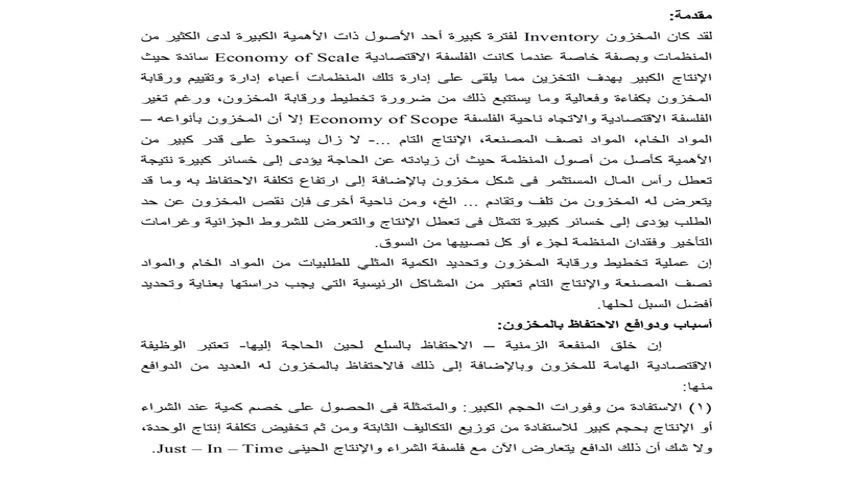 مقدمة:
لقد كان المخزون Inventory لفترة كبيرة أحد الأصول ذات الأهمية الكبيرة لدى الكثير من
المنظمات وبصفة خاصة عندما كانت الفلسفة الاقتصادية Economy of Scale سائدة حيث
الإنتاج الكبير بهدف التخزين مما يلقى على إدارة تلك المنظمات أعباء إدارة وتقييم ورقابة
المخزون بكفاءة وفعالية وما يستتبع ذلك من ضرورة تخطيط ورقابة المخزون، ورغم تغير
الفلسفة الاقتصادية والاتجاه ناحية الفلسفة Economy of Scope إلا أن المخزون بأنواعه –
المواد الخام، المواد نصف المصنعة، الإنتاج التام ...- لا زال يستحوذ على قدر كبير من
الأهمية كأصل من أصول المنظمة حيث أن زيادته عن الحاجة يؤدى إلى خسائر كبيرة نتيجة
تعطل رأس المال المستثمر فى شكل مخزون بالإضافة إلى ارتفاع تكلفة الاحتفاظ به وما قد
يتعرض له المخزون من تلف وتقادم ... الخ، ومن ناحية أخرى فإن نقص المخزون عن حد
الطلب يؤدى إلى خسائر كبيرة تتمثل فى تعطل الإنتاج والتعرض للشروط الجزائية وغرامات
التأخير وفقدان المنظمة لجزء أو كل نصيبها من السوق.
إن عملية تخطيط ورقابة المخزون وتحديد الكمية المثلي للطلبيات من المواد الخام والمواد
نصف المصنعة والإنتاج التام تعتبر من المشاكل الرئيسية التي يجب دراستها بعناية وتحديد
أفضل السبل لحلها.
أسباب ودوافع الاحتفاظ بالمخزون:
إن خلق المنفعة الزمنية – الاحتفاظ بالسلع لحين الحاجة إليها- تعتبر الوظيفة
الاقتصادية الهامة للمخزون وبالإضافة إلى ذلك فالاحتفاظ بالمخزون له العديد من الدوافع
منها:
(١) الاستفادة من وفورات الحجم الكبير: والمتمثلة فى الحصول على خصم كمية عند الشراء
أو الإنتاج بحجم كبير للاستفادة من توزيع التكاليف الثابتة ومن ثم تخفيض تكلفة إنتاج الوحدة،
ولا شك أن ذلك الدافع يتعارض الآن مع فلسفة الشراء والإنتاج الحينى Just – In – Time.